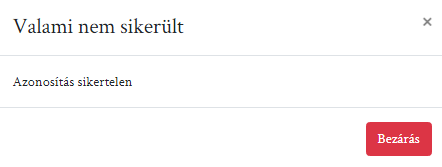 Valami nem sikerült
×
Azonosítás sikertelen
Bezárás